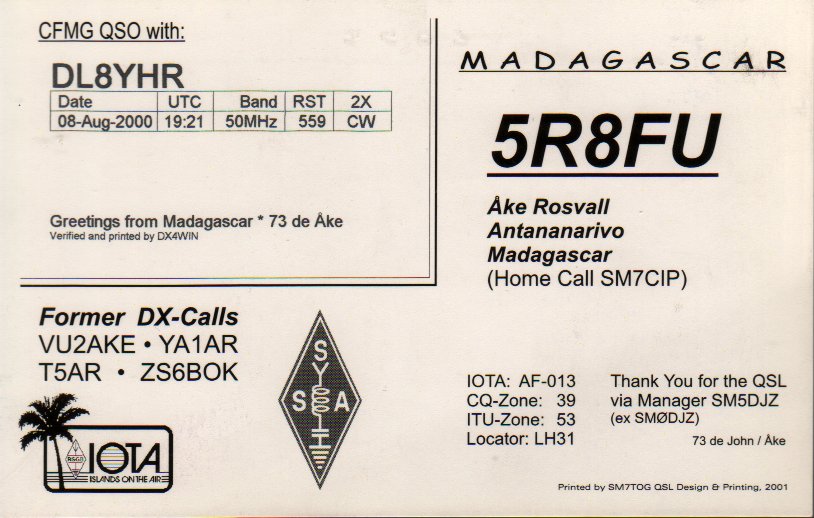 CFMG QSO with:
DL8YHR
Date UTC Band RST 2X
08-Aug-2000 19:21 50MHz 559 CW
Greetings from Madagascar * 73 de Åke
Verified and printed by DX4WIN
MADAGASCAR
5R8FU
Åke Rosvall
Antananarivo
Madagascar
(Home Call SM7CIP)
Former DX-Calls
VU2AKE • YA1AR
T5AR • ZS6BOK
RSGB
IOTA
ISLANDS ON THE AIR
S
S A
IOTA: AF-013
CQ-Zone: 39
ITU-Zone: 53
Locator: LH31
Thank You for the QSL
via Manager SM5DJZ
(ex SMØDJZ)
73 de John / Åke
Printed by SM7TOG QSL Design & Printing, 2001